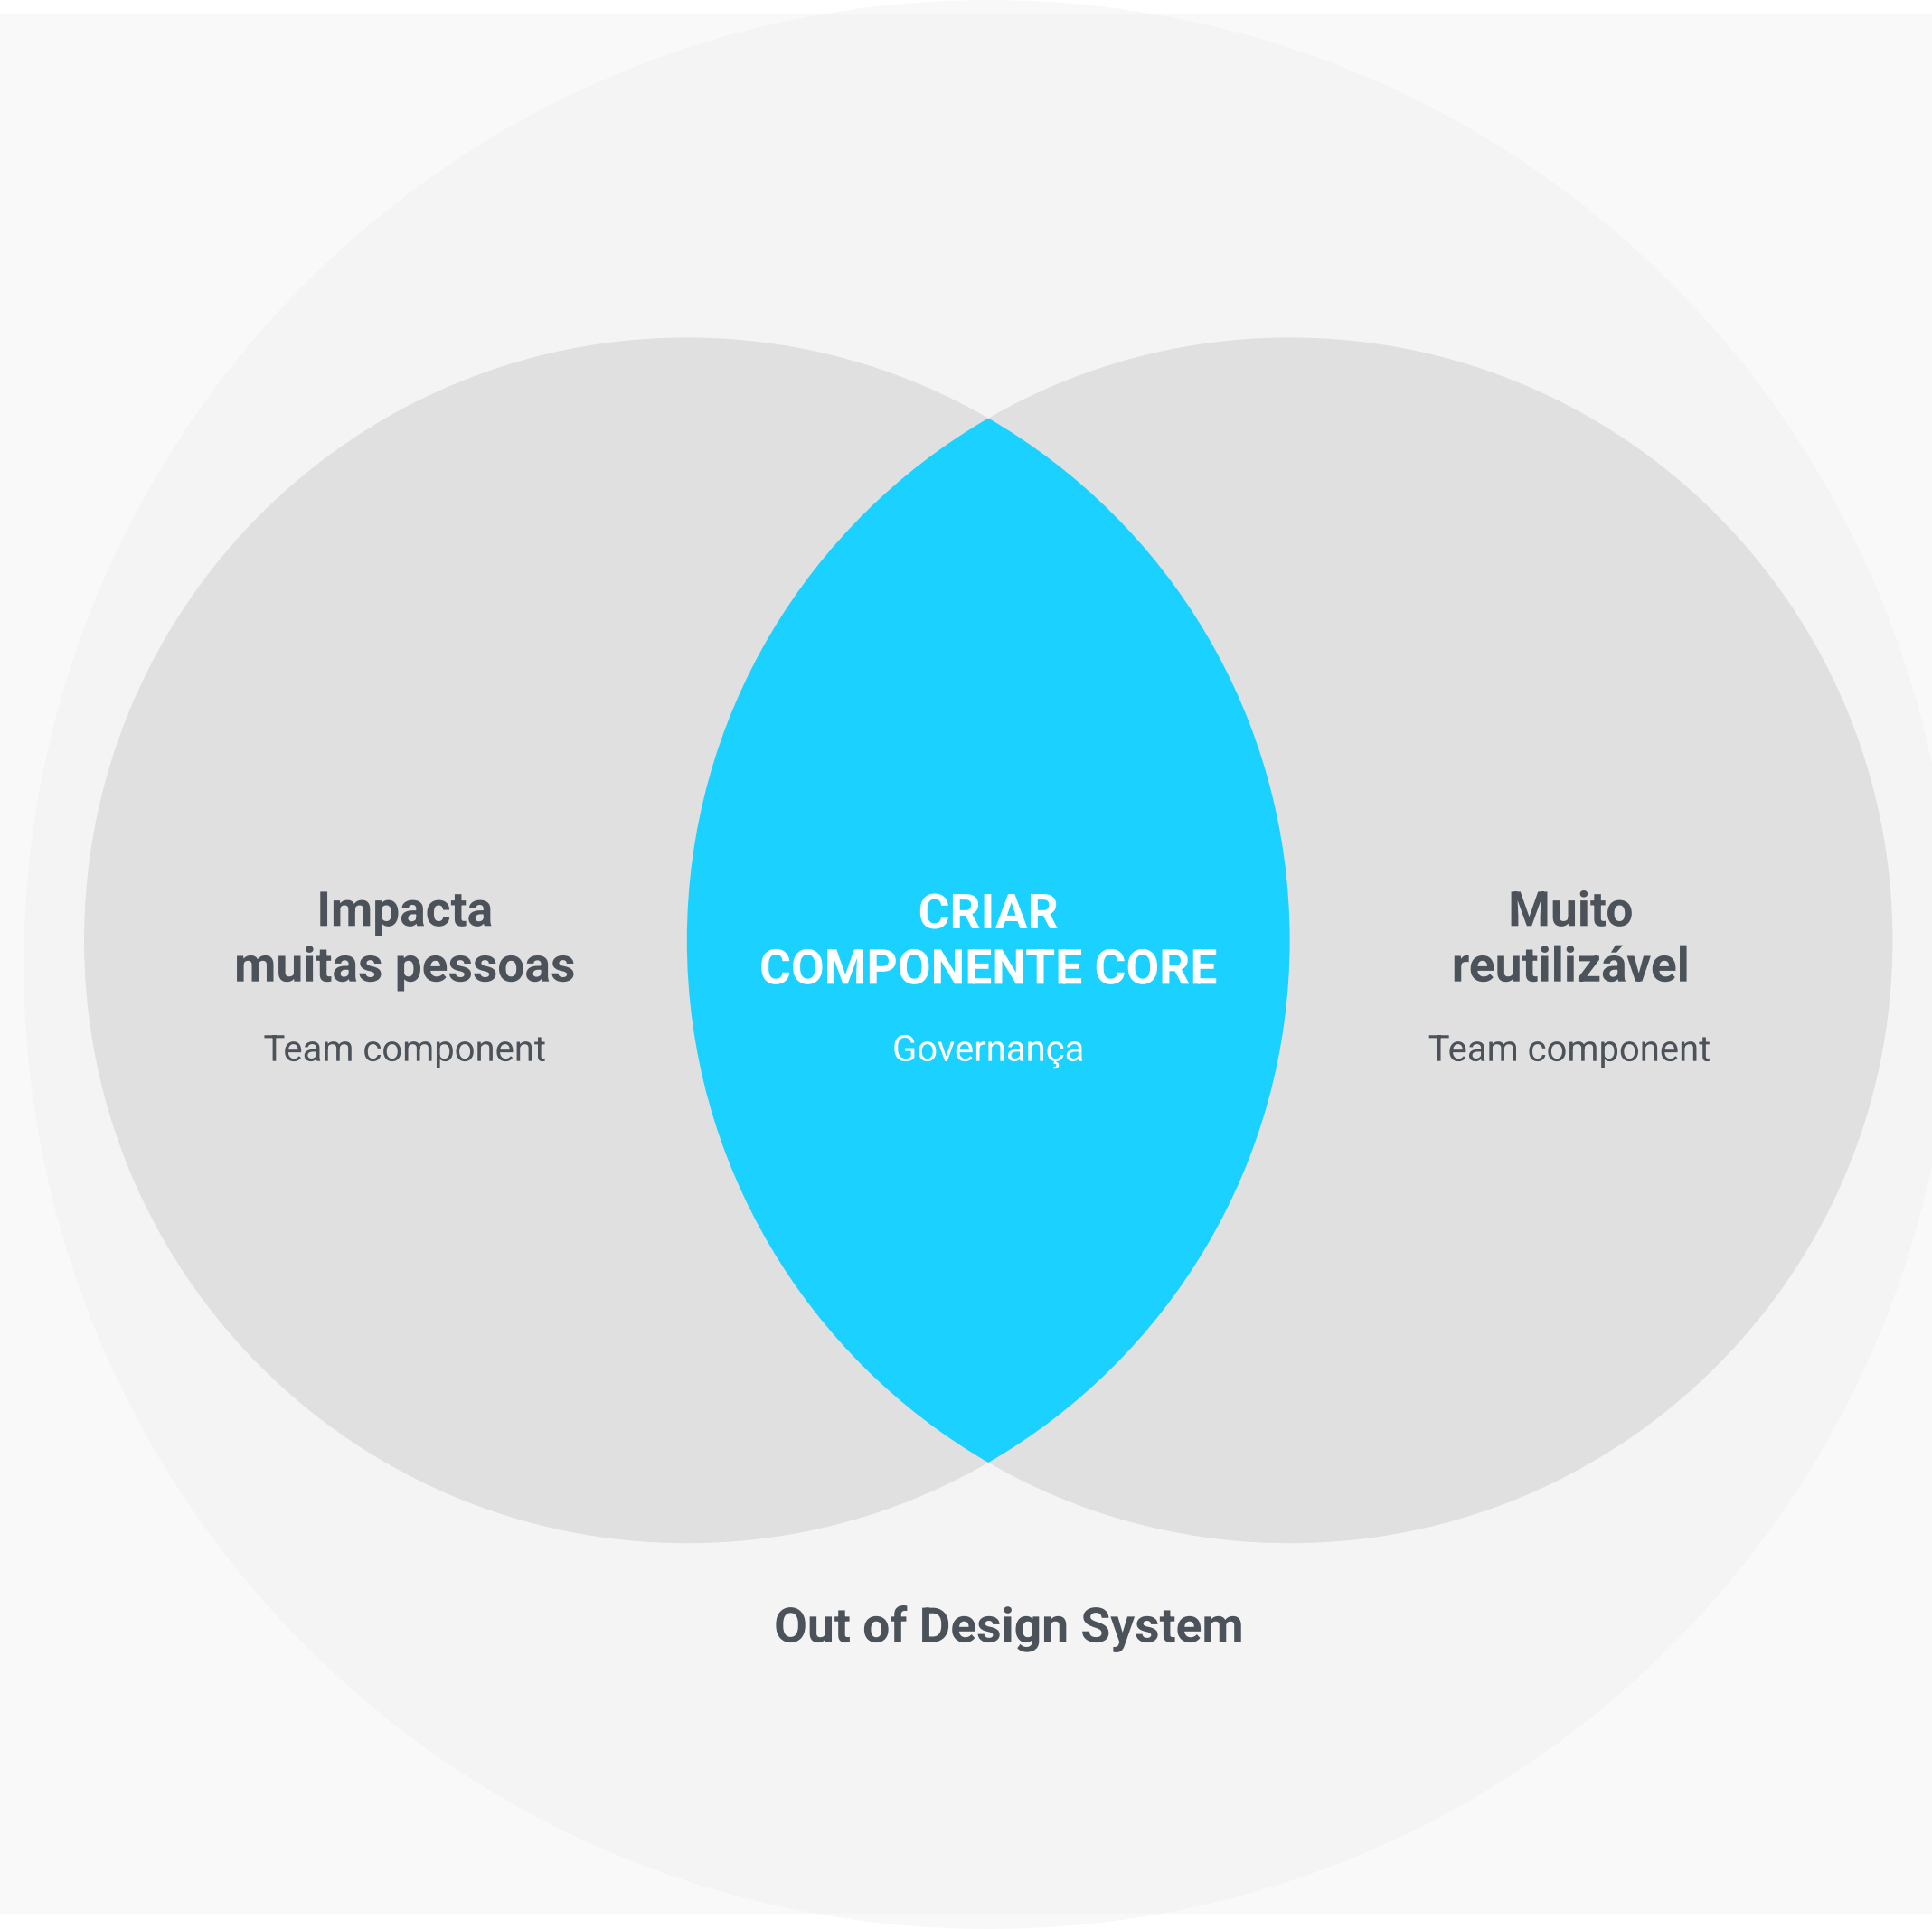 Impacta
muitas pessoas
Team component
CRIAR
COMPONENTE CORE
Governança
Muito
reutilizável
Team component
Out of Design System